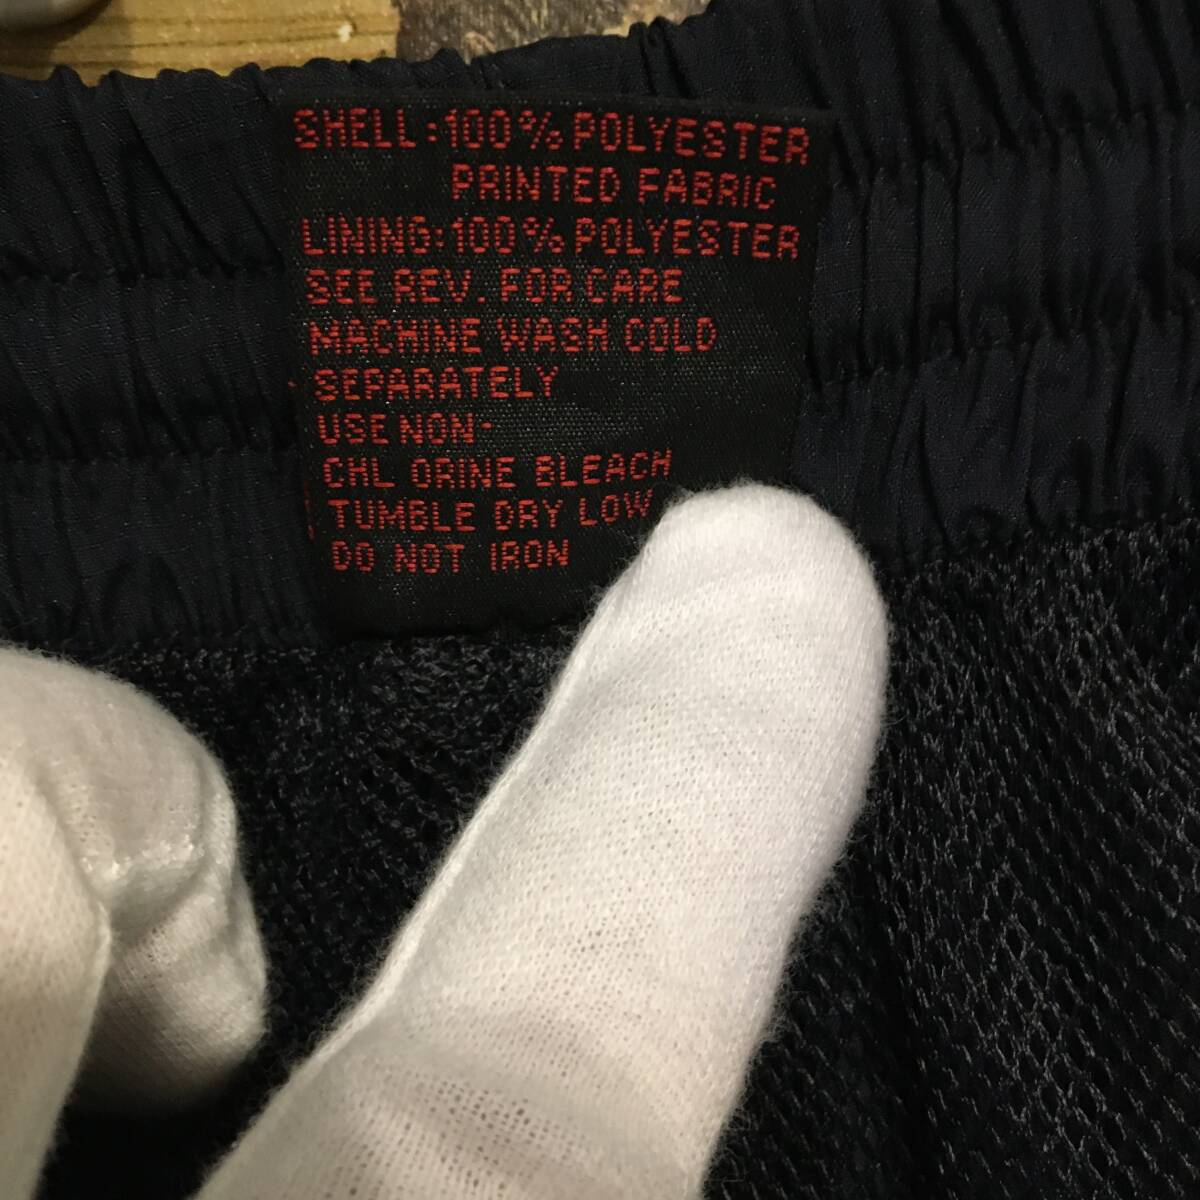 SHELL:100% POLYESTER
PRINTED FABRIC
LINING:100% POLYESTER
SEE REV. FOR CARE
MACHINE WASH COLD
SEPARATELY
USE NON-
CHL ORINE BLEACH
TUMBLE DRY LOW
DO NOT IRON